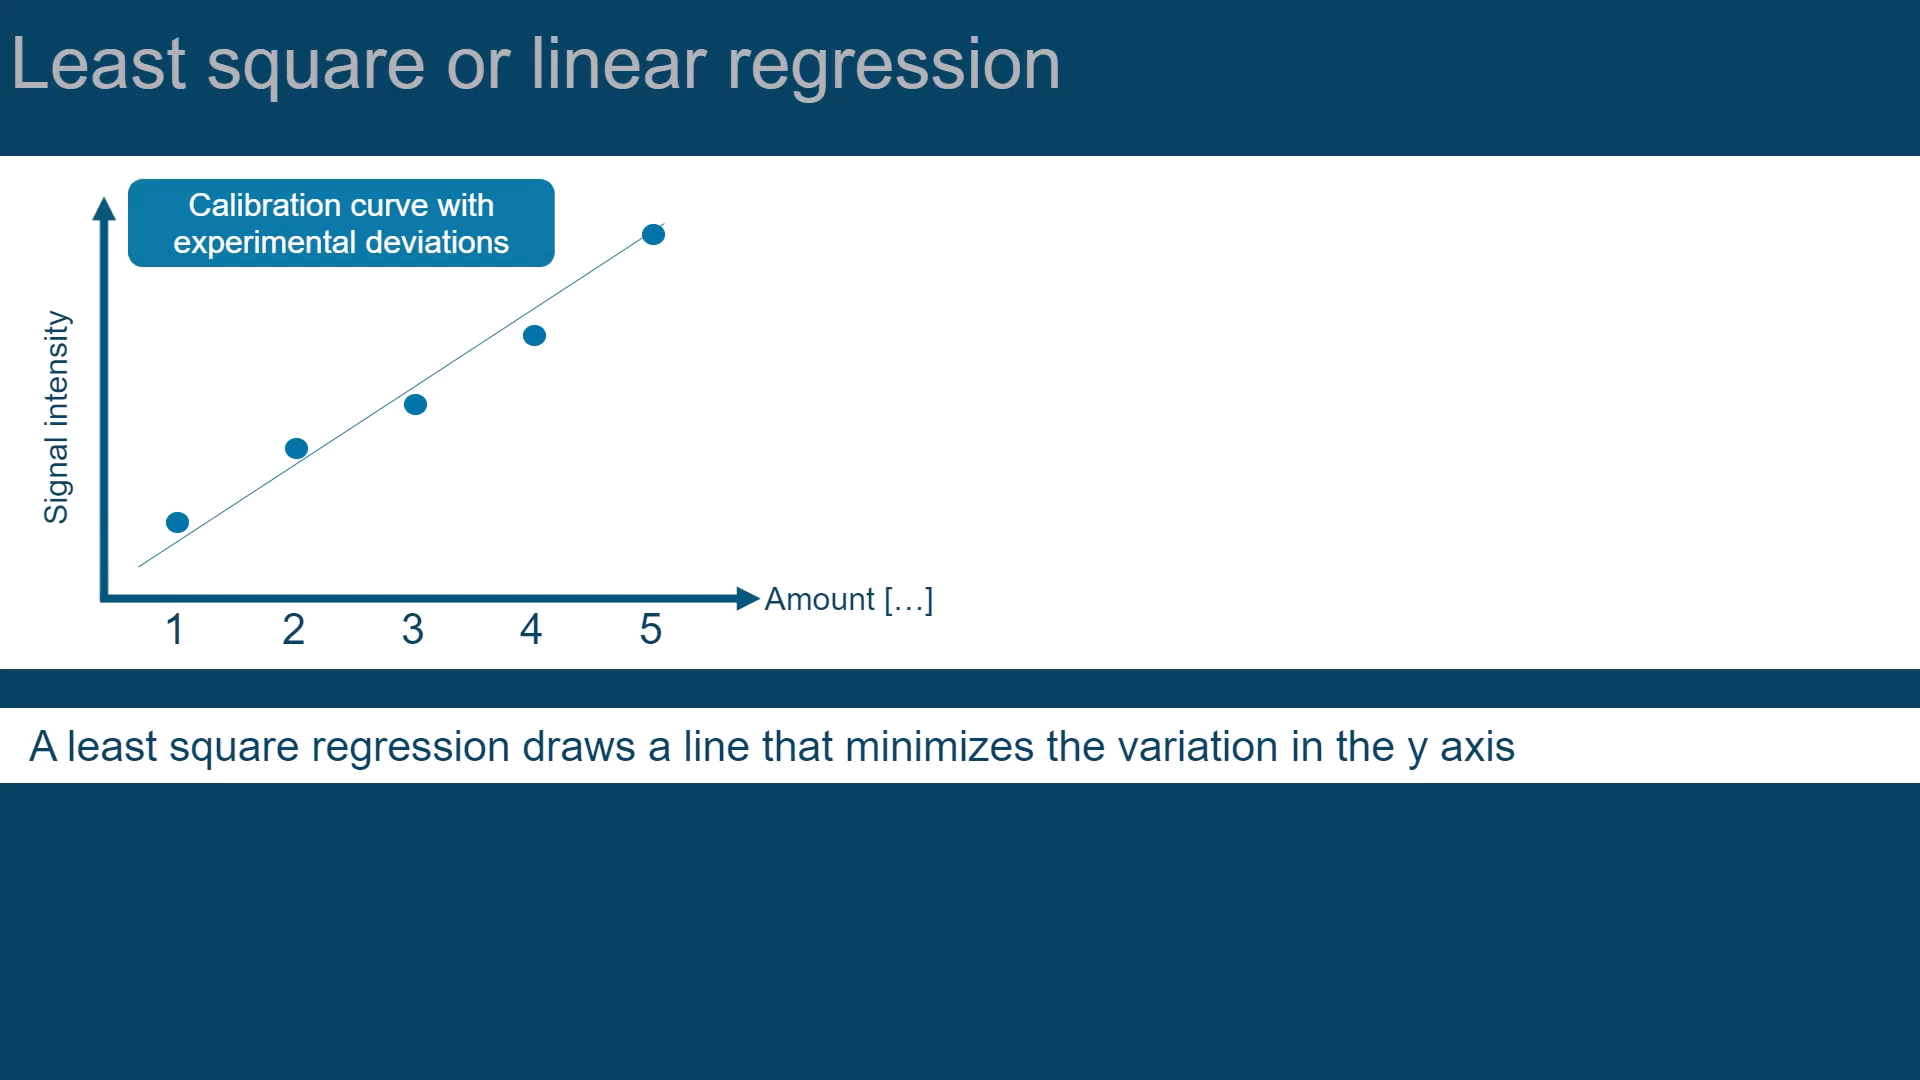 Least square or linear regression
Calibration curve with
experimental deviations
Signal intensity
Amount […]
1 2 3 4 5
A least square regression draws a line that minimizes the variation in the y axis